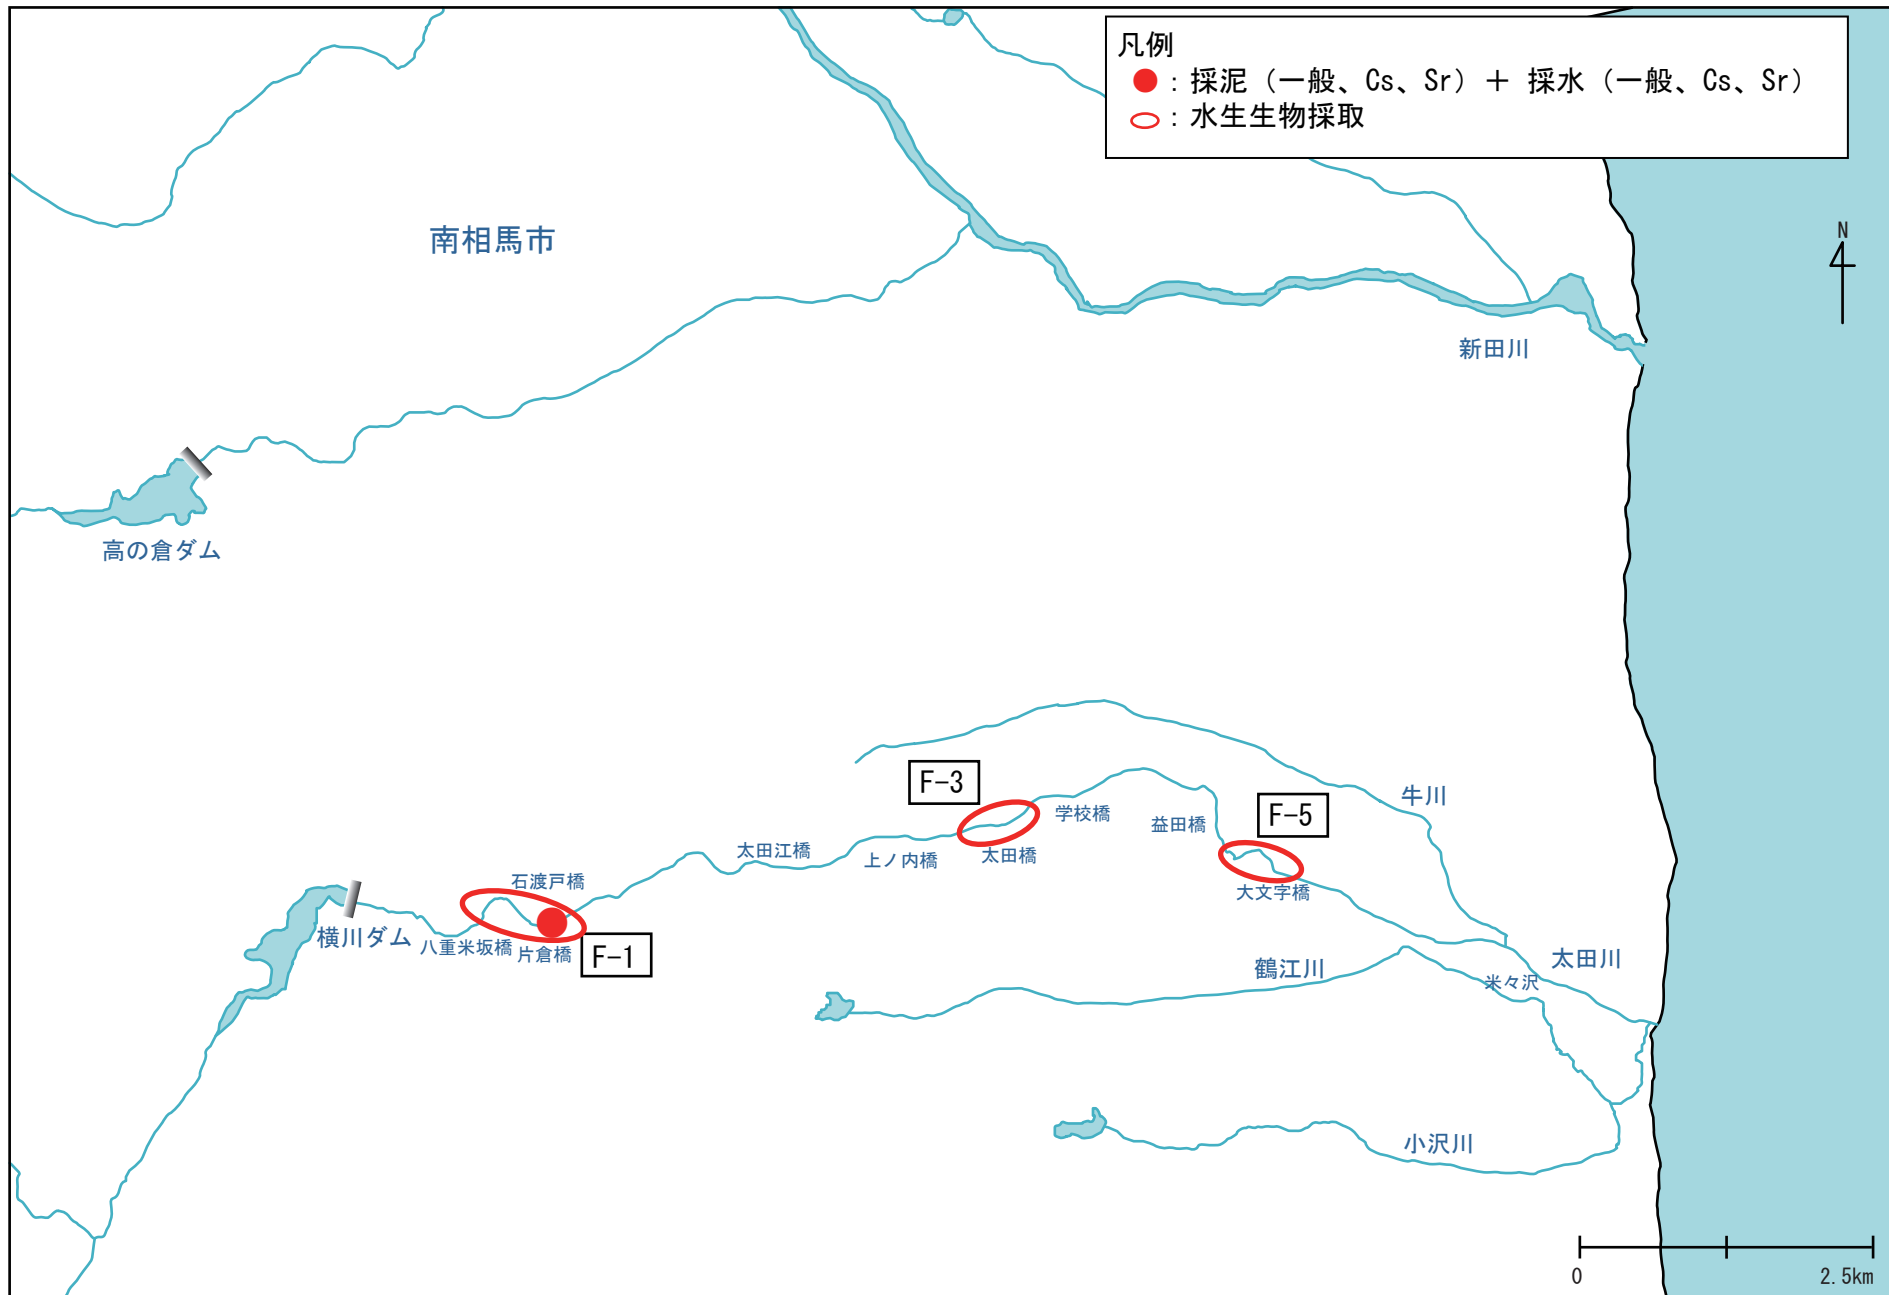 凡例
：採泥（一般、Cs、Sr）＋ 採水（一般、Cs、Sr）
：水生生物採取
南相馬市
N
新田川
高の倉ダム
F-3
学校橋
牛川
F-5
益田橋
太田江橋
上ノ内橋
太田橋
石渡戸橋
大文字橋
横川ダム
八重米坂橋
片倉橋
F-1
鶴江川
太田川
米々沢
小沢川
0
2.5km